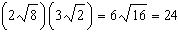 (2√8)(3√2) = 6√16 = 24